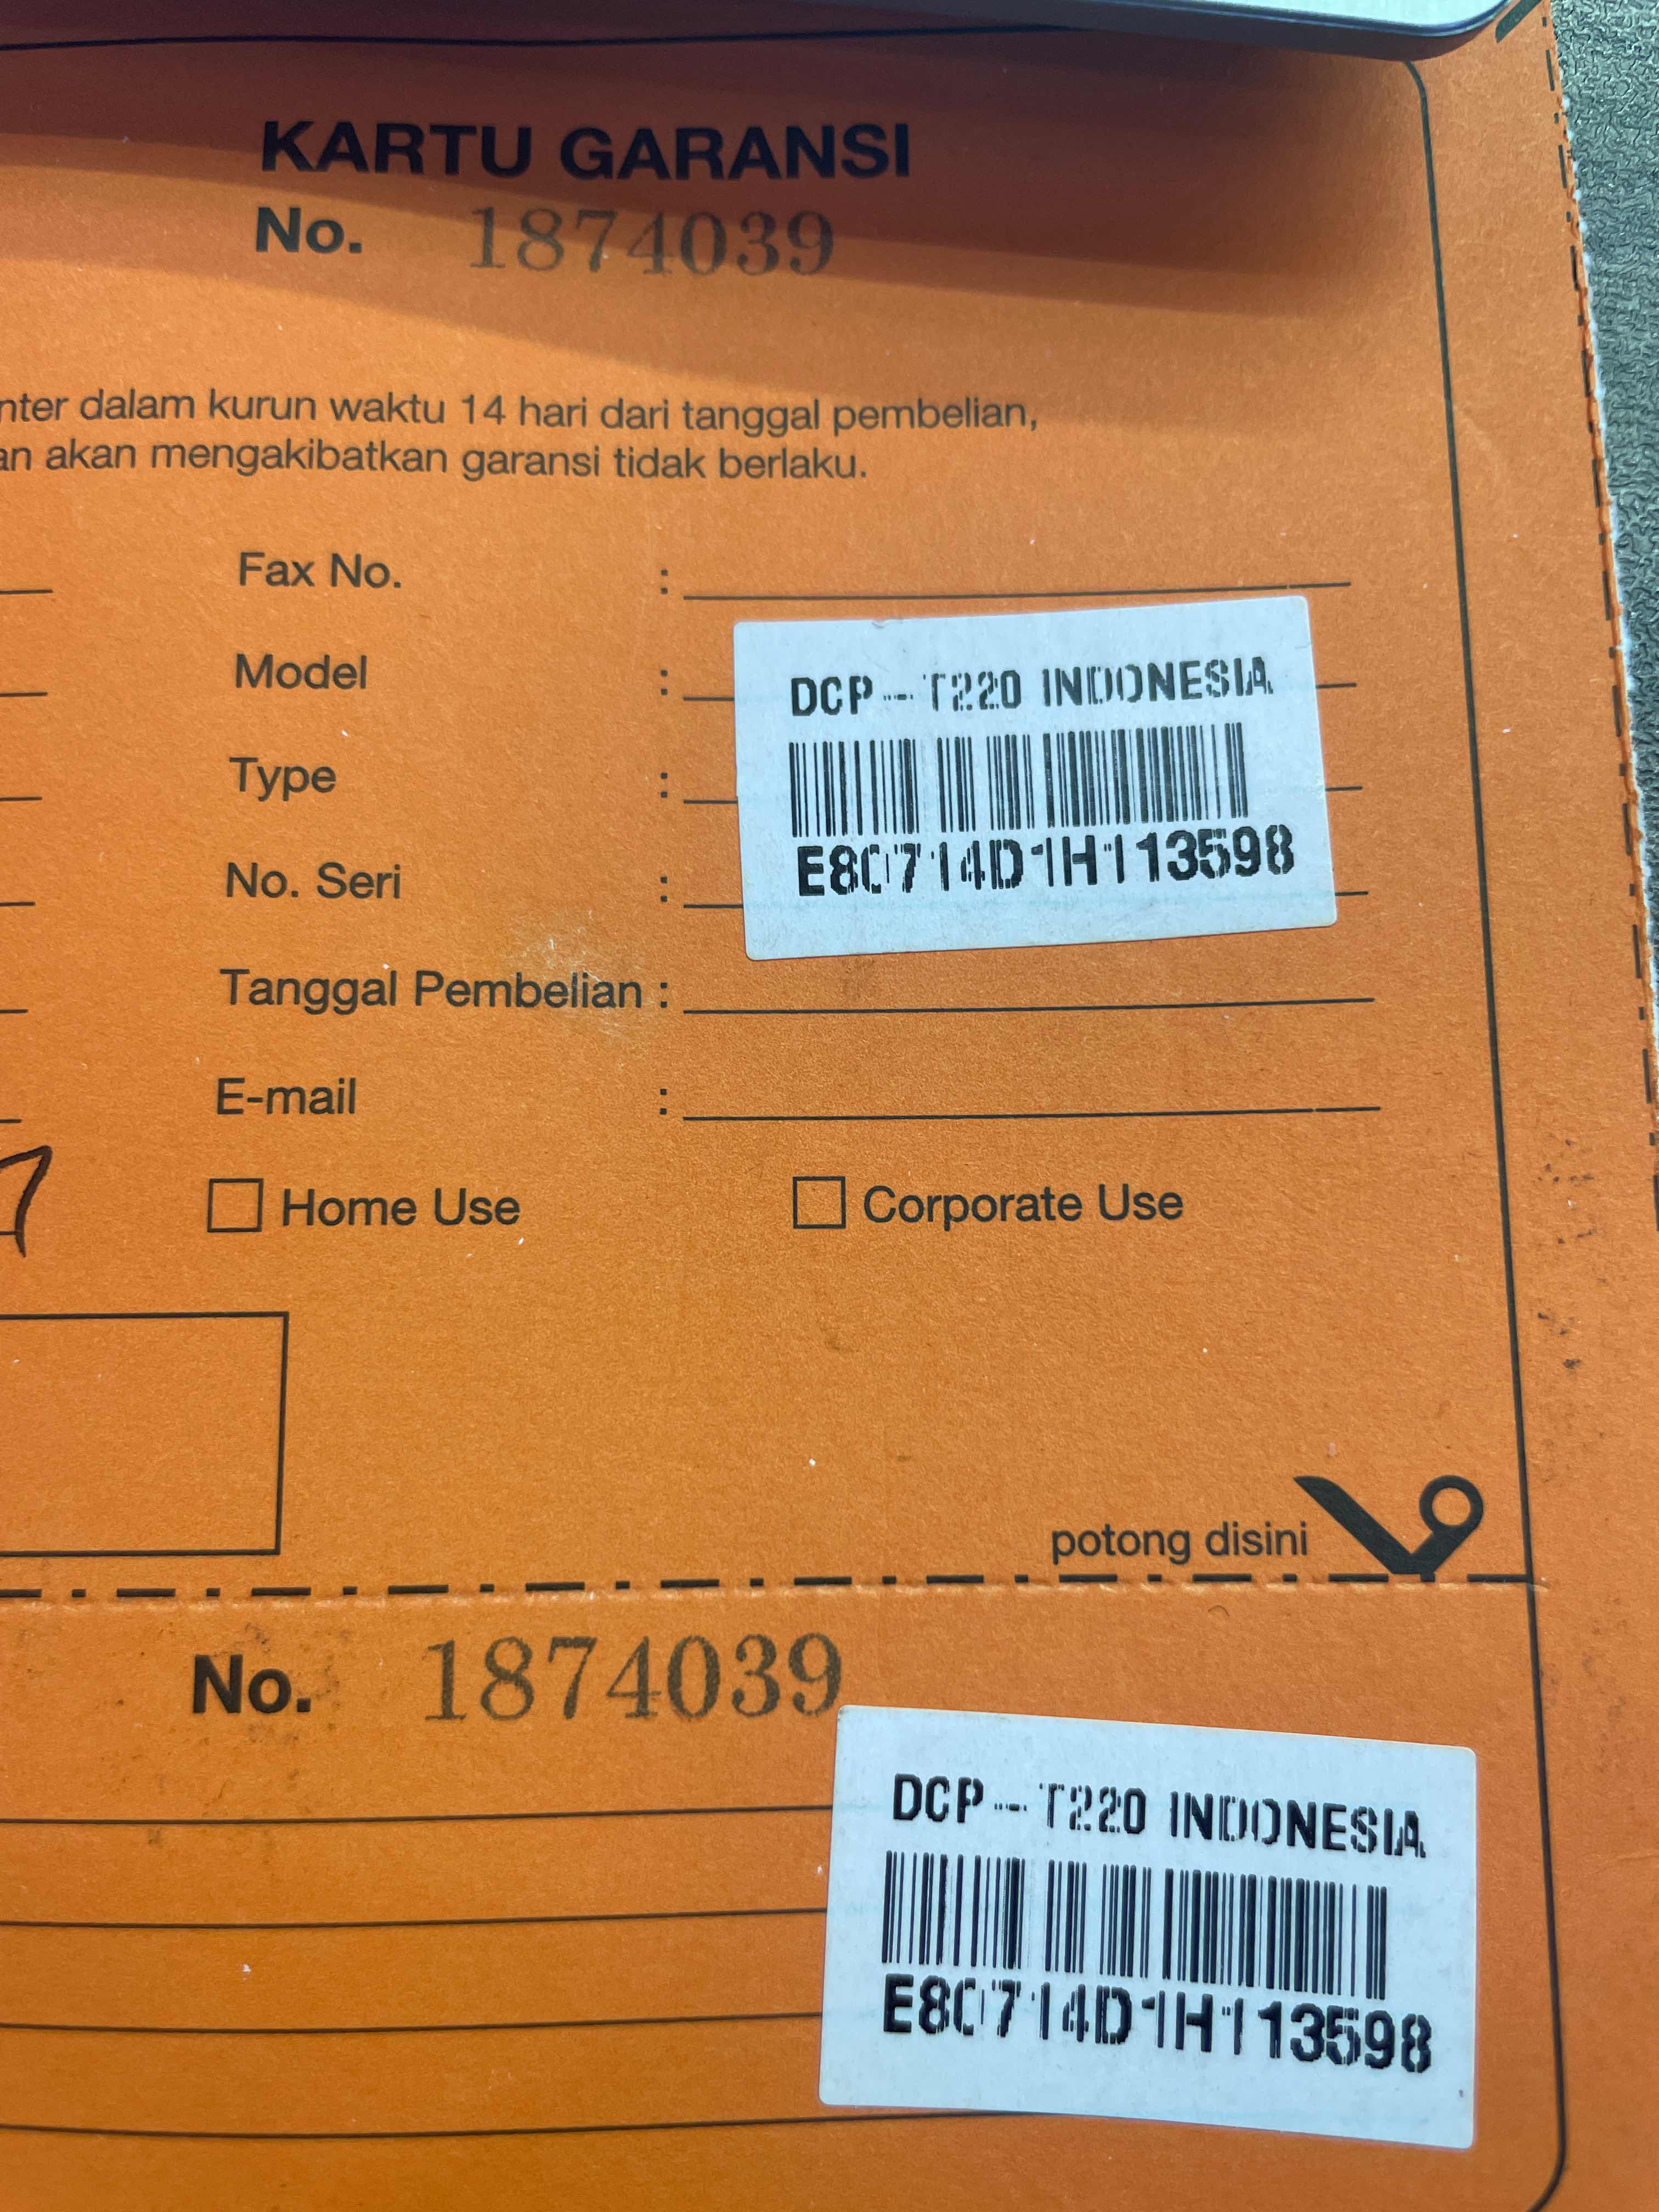 KARTU GARANSI
No. 1874039
dalam kurun waktu 14 hari dari tanggal pembelian,
akan mengakibatkan garansi tidak berlaku.
Fax No. :
Model : DCP-T220 INDONESIA
Type :
No. Seri : E80714D1H113598
Tanggal Pembelian :
E-mail :
Home Use Corporate Use
potong disini
No. 1874039
DCP-T220 INDONESIA
E80714D1H113598